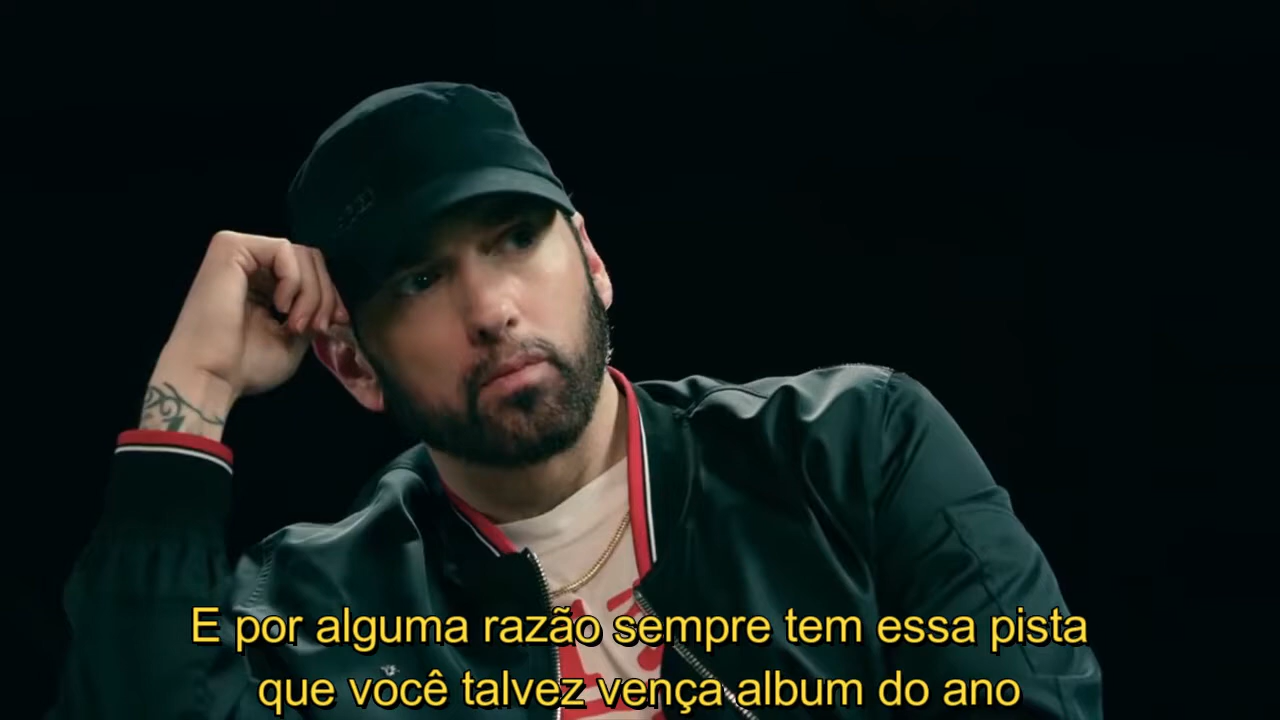 E por alguma razão sempre tem essa pista
que você talvez vença album do ano